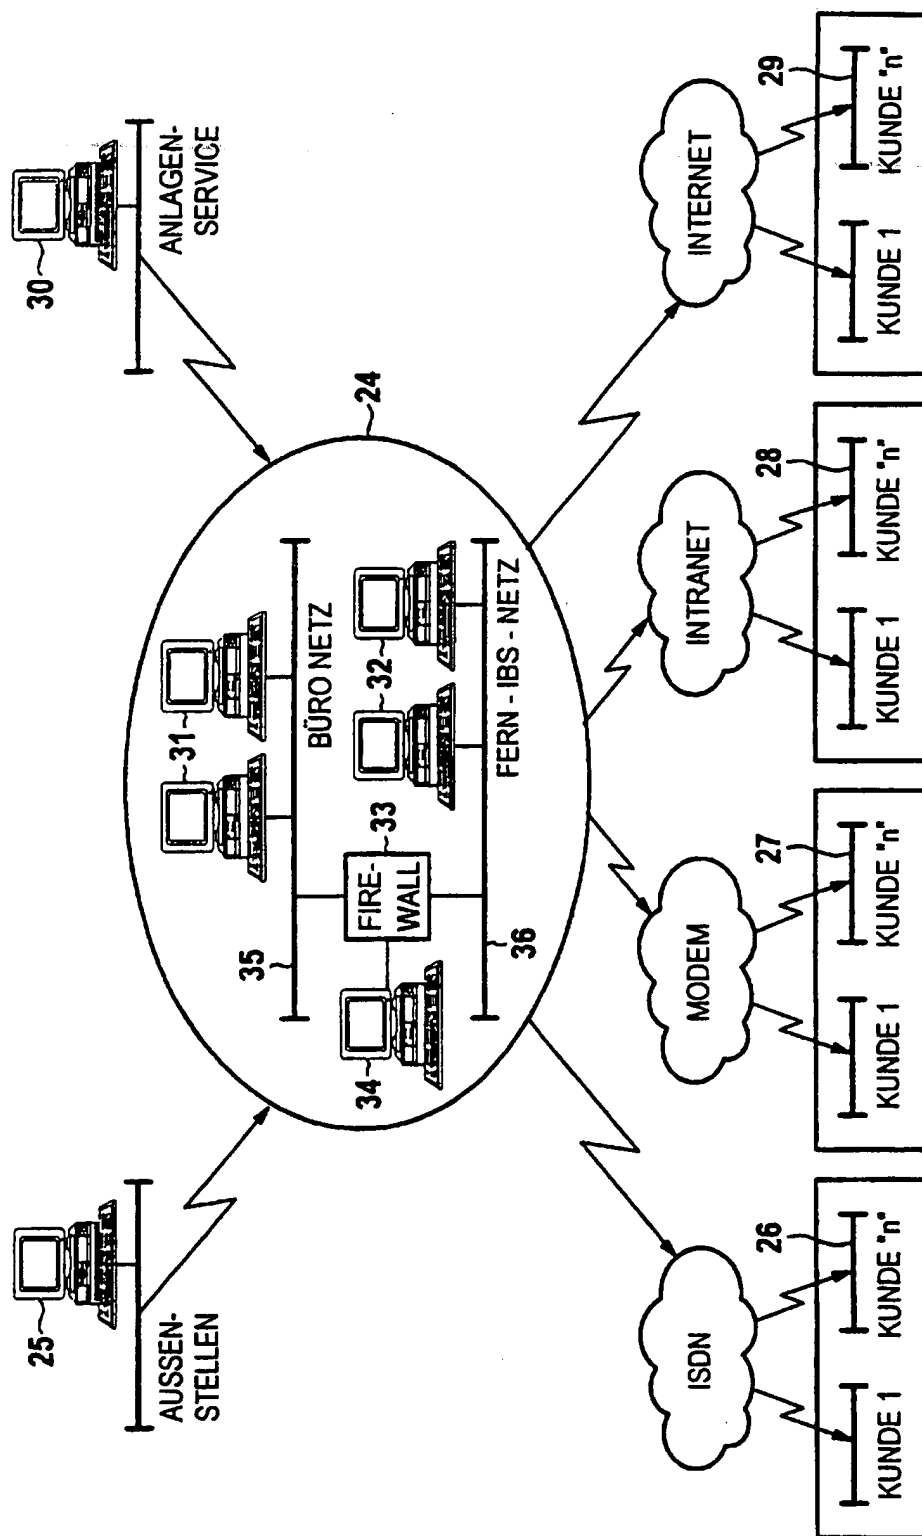 25
AUSSEN-
STELLEN
30
ANLAGEN-
SERVICE
24
31
BÜRO NETZ
35
33
FIRE-
WALL
34
32
FERN - IBS - NETZ
36
ISDN
MODEM
INTRANET
INTERNET
26
KUNDE 1
KUNDE "n"
27
KUNDE 1
KUNDE "n"
28
KUNDE 1
KUNDE "n"
29
KUNDE 1
KUNDE "n"